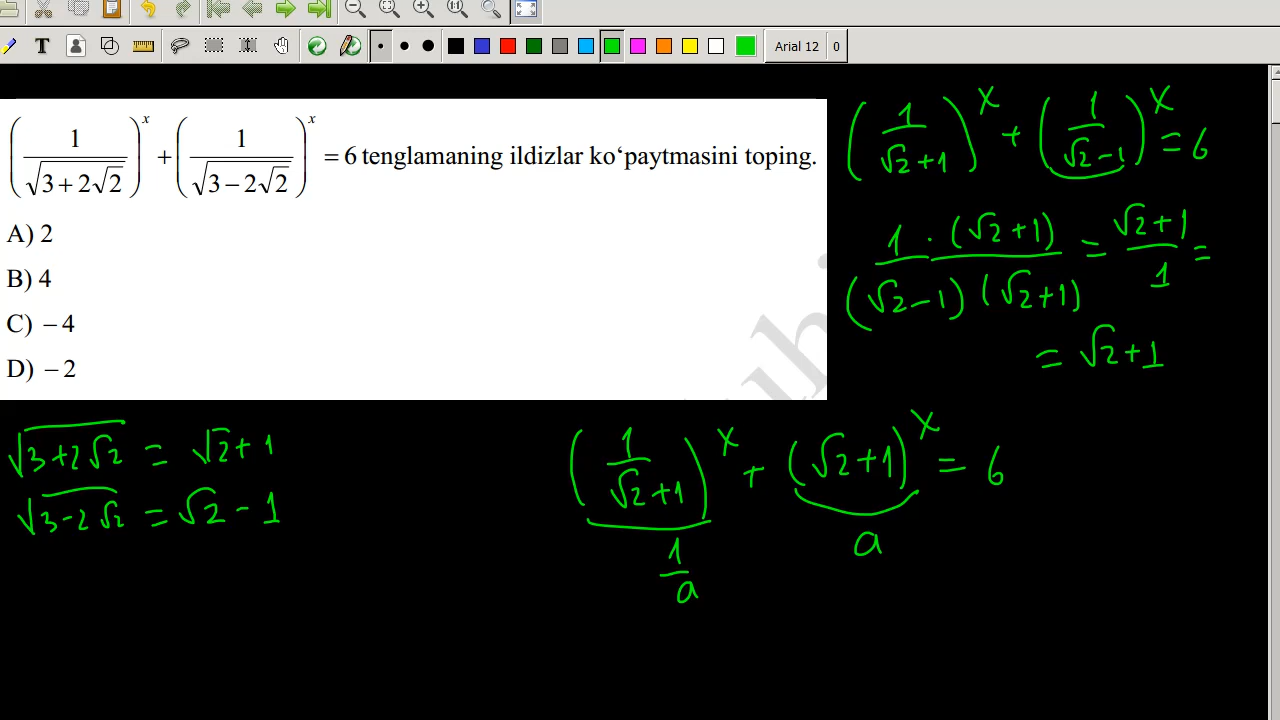 Arial 12 0
(1/√(3+2√2))^x + (1/√(3−2√2))^x = 6 tenglamaning ildizlar ko‘paytmasini toping.
A) 2
B) 4
C) −4
D) −2
(1/(√2+1))^x + (1/(√2−1))^x = 6
1·(√2+1)/((√2−1)(√2+1)) = (√2+1)/1 =
= √2+1
√(3+2√2) = √2+1
√(3−2√2) = √2−1
(1/(√2+1))^x + (√2+1)^x = 6
1/a a